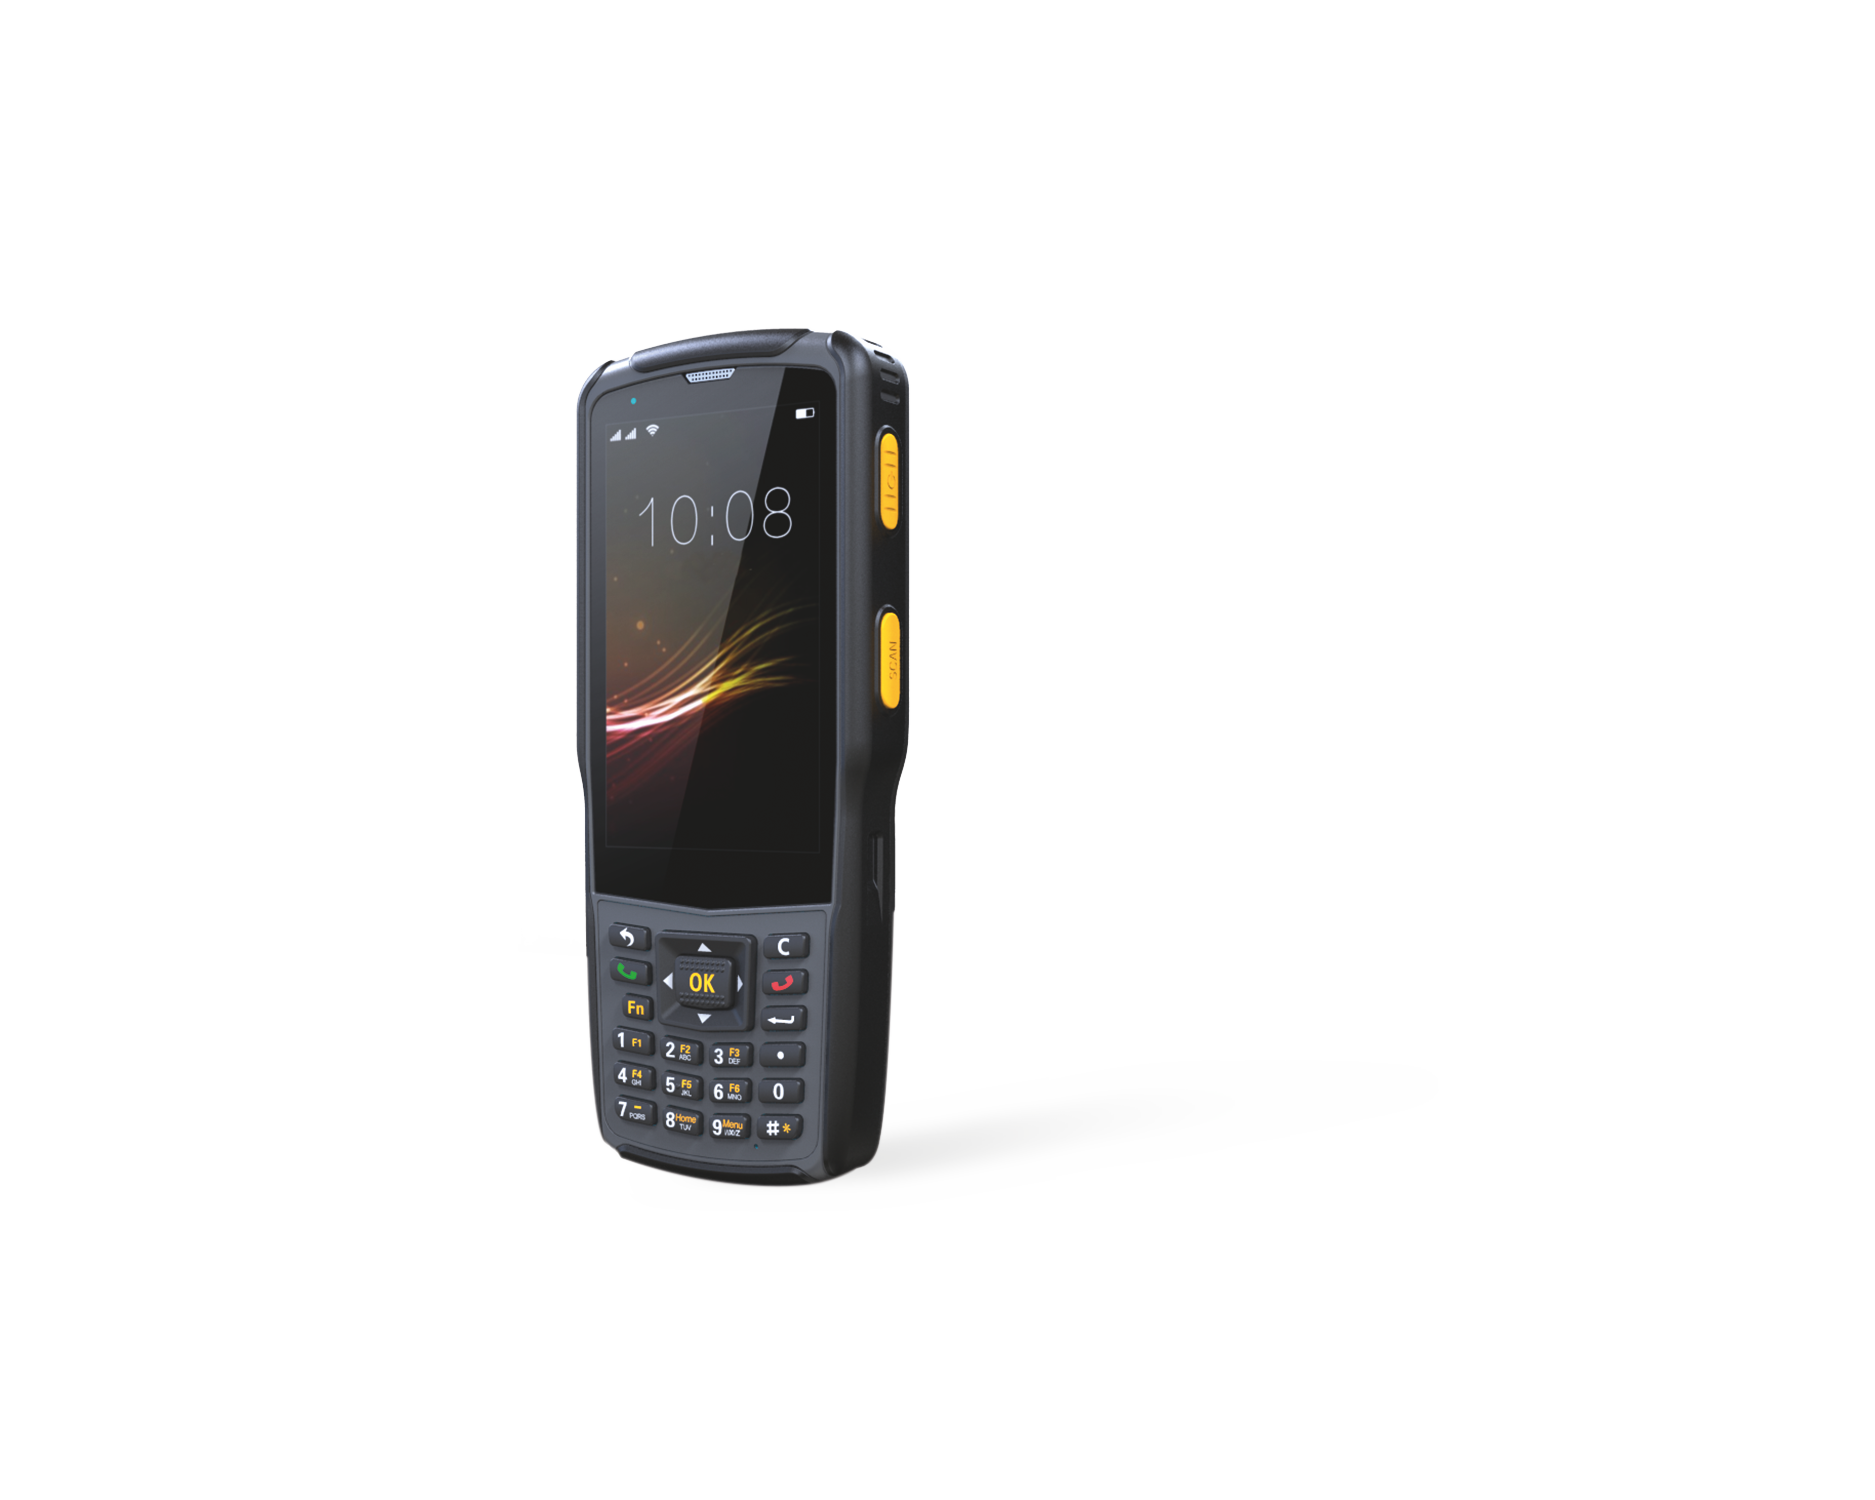 10:08
SCAN
C
OK
Fn
1 F1
2 F2 ABC
3 F3 DEF
•
4 F4 GHI
5 F5 JKL
6 F6 MNO
0
7 – PQRS
8 Home TUV
9 Menu WXYZ
# *